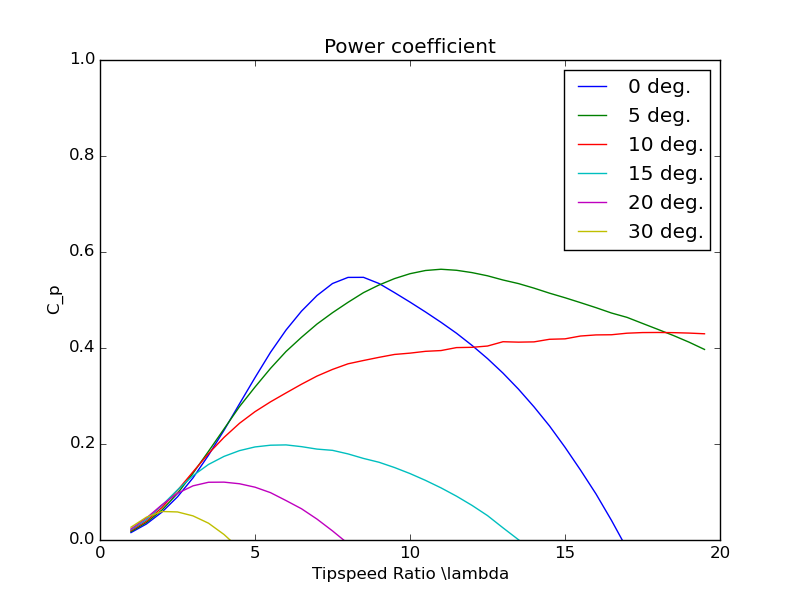 Power coefficient
1.0
0.8
0.6
0.4
0.2
0.0
C_p
0 deg.
5 deg.
10 deg.
15 deg.
20 deg.
30 deg.
0 5 10 15 20
Tipspeed Ratio \lambda